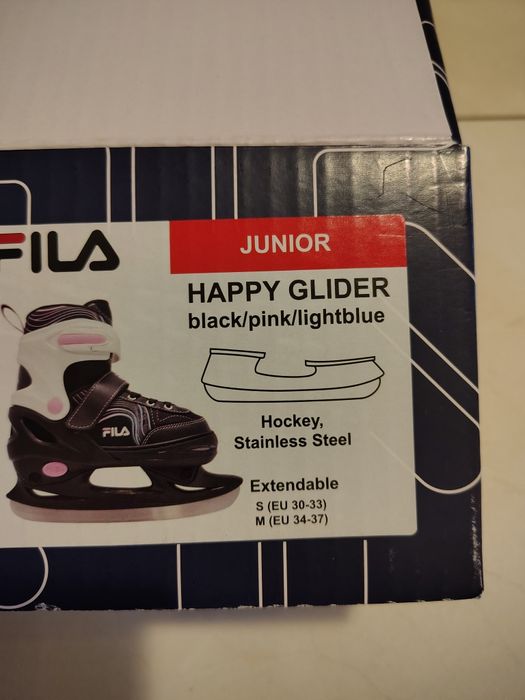 FILA
JUNIOR
HAPPY GLIDER
black/pink/lightblue
FILA
Hockey,
Stainless Steel
Extendable
S (EU 30-33)
M (EU 34-37)